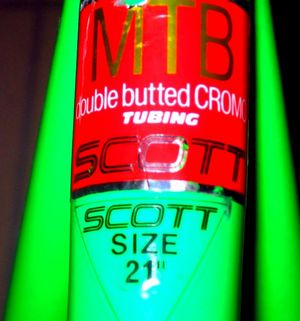 MTB
double butted CROMO
TUBING
SCOTT
SCOTT
SIZE
21"